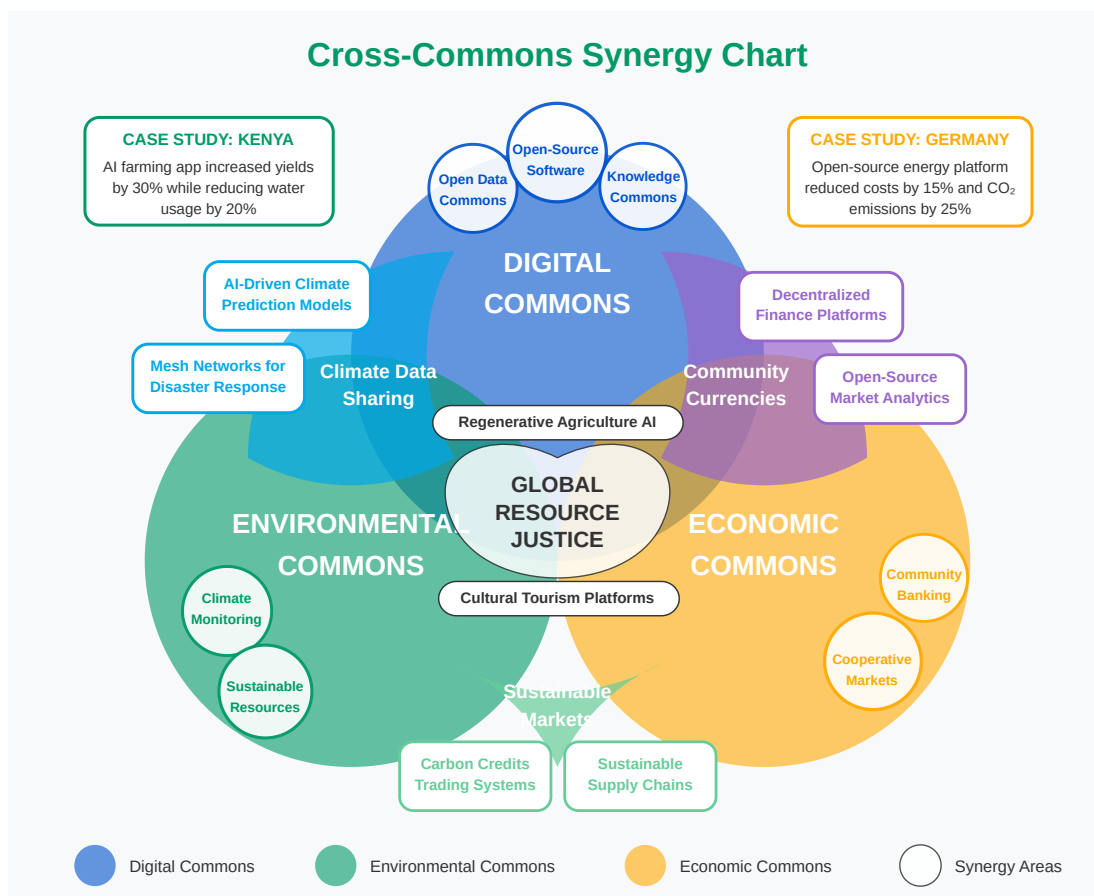 Cross-Commons Synergy Chart
CASE STUDY: KENYA
AI farming app increased yields
by 30% while reducing water
usage by 20%
CASE STUDY: GERMANY
Open-source energy platform
reduced costs by 15% and CO₂
emissions by 25%
Open Data
Commons
Open-Source
Software
Knowledge
Commons
DIGITAL
COMMONS
AI-Driven Climate
Prediction Models
Mesh Networks for
Disaster Response
Climate Data
Sharing
Decentralized
Finance Platforms
Open-Source
Market Analytics
Community
Currencies
Regenerative Agriculture AI
GLOBAL
RESOURCE
JUSTICE
Cultural Tourism Platforms
ENVIRONMENTAL
COMMONS
ECONOMIC
COMMONS
Climate
Monitoring
Sustainable
Resources
Community
Banking
Cooperative
Markets
Sustainable
Markets
Carbon Credits
Trading Systems
Sustainable
Supply Chains
Digital Commons
Environmental Commons
Economic Commons
Synergy Areas